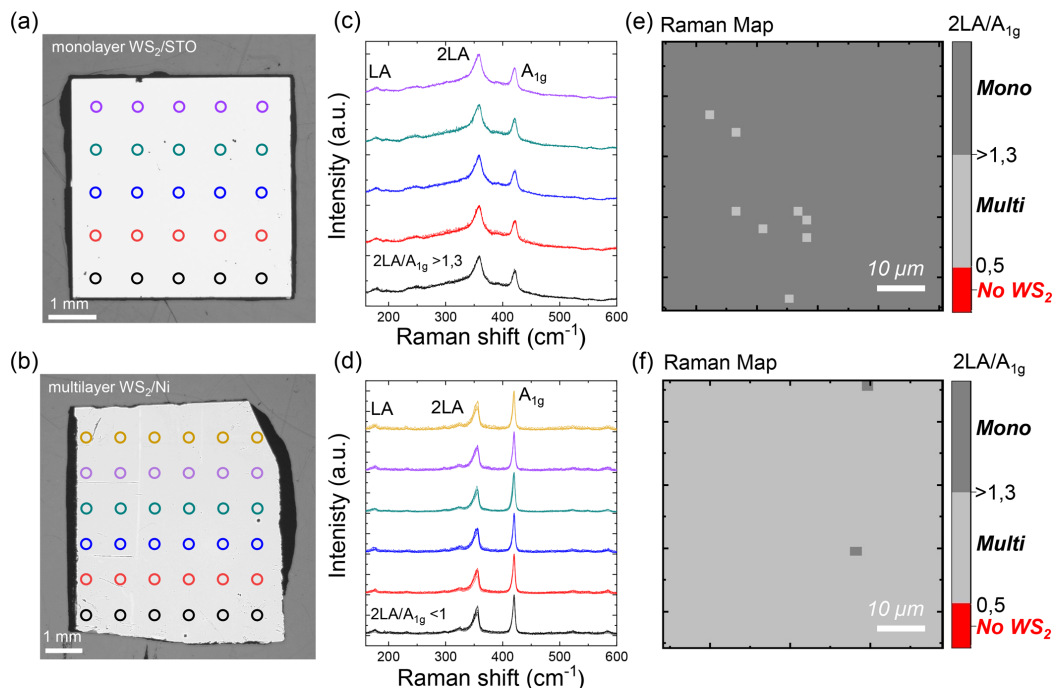 (a)
monolayer WS₂/STO
1 mm
(c)
LA
2LA
A₁g
2LA/A₁g >1,3
Intensity (a.u.)
200 300 400 500 600
Raman shift (cm⁻¹)
(e)
Raman Map
10 µm
2LA/A₁g
Mono
>1,3
Multi
0,5
No WS₂
(b)
multilayer WS₂/Ni
1 mm
(d)
LA
2LA
A₁g
2LA/A₁g <1
Intenisty (a.u.)
200 300 400 500 600
Raman shift (cm⁻¹)
(f)
Raman Map
10 µm
2LA/A₁g
Mono
>1,3
Multi
0,5
No WS₂